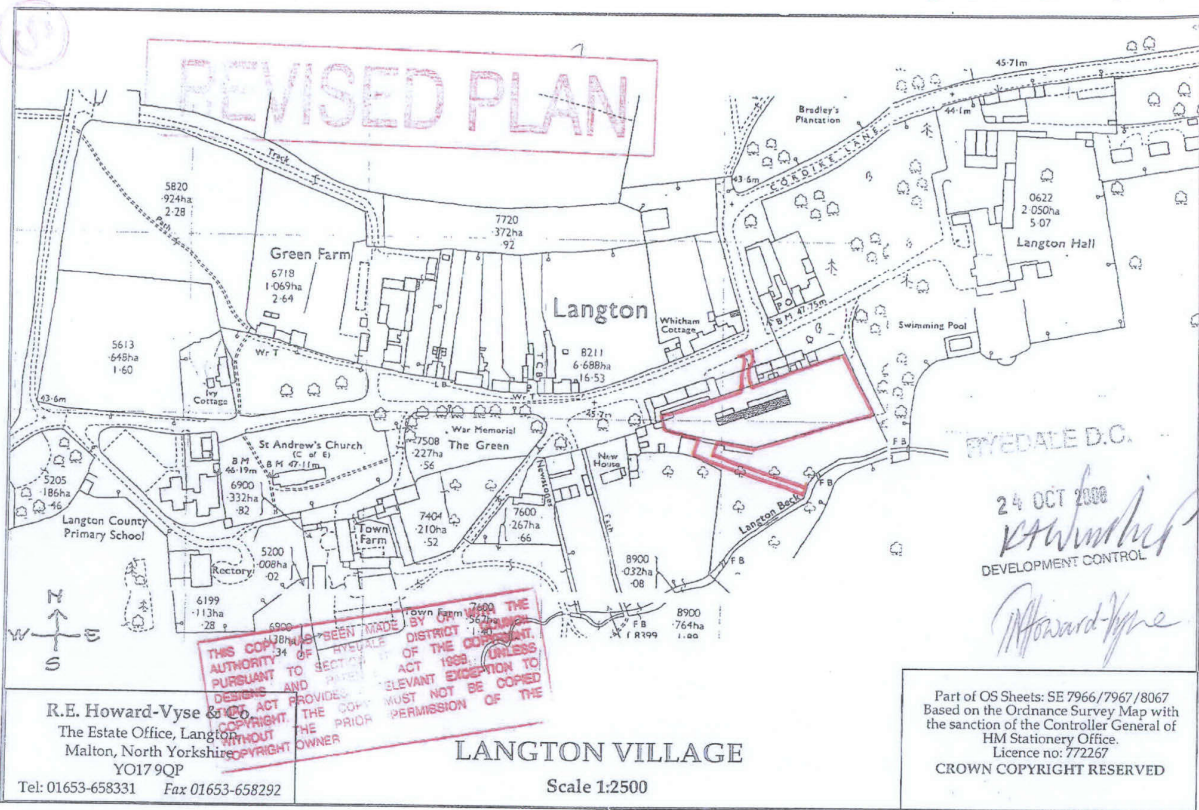 REVISED PLAN
45·71m
44·1m
Bradley's
Plantation
CORDIKE LANE
43·6m
Track
5820
·924ha
2·28
Path
7720
·372ha
·92
0622
2·050ha
5·07
Langton Hall
Green Farm
6718
1·069ha
2·64
Langton
Whitham
Cottage
P O
B M 47·75m
Swimming Pool
5613
·648ha
1·60
Wr T
Ivy
Cottage
L B
T C B
8211
6·688ha
16·53
Wr T
43·6m
War Memorial
The Green
St Andrew's Church
(C of E)
B M
46·19m
B M 47·11m
7508
·227ha
·56
New
House
F B
5205
·186ha
·46
6900
·332ha
·82
Langton County
Primary School
Town
Farm
7404
·210ha
·52
7600
·267ha
·66
Langton Beck
F B
Track
5200
·008ha
·02
Rectory
8900
·032ha
·08
F B
6199
·113ha
·28
6900
·138ha
·34
Town Farm
7600
·567ha
1·40
F B
8900
·764ha
1·89
N
W E
S
RYEDALE D.C.
24 OCT 2008
DEVELOPMENT CONTROL
THIS COPY HAS BEEN MADE BY OR WITH THE
AUTHORITY OF RYEDALE DISTRICT COUNCIL
PURSUANT TO SECTION OF THE COPYRIGHT,
DESIGNS AND PATENTS ACT 1988. UNLESS
THAT ACT PROVIDES RELEVANT EXCEPTION TO
COPYRIGHT, THE COPY MUST NOT BE COPIED
WITHOUT THE PRIOR PERMISSION OF THE
COPYRIGHT OWNER
R.E. Howard-Vyse & Co.
The Estate Office, Langton
Malton, North Yorkshire
YO17 9QP
Tel: 01653-658331 Fax 01653-658292
LANGTON VILLAGE
Scale 1:2500
Part of OS Sheets: SE 7966/7967/8067
Based on the Ordnance Survey Map with
the sanction of the Controller General of
HM Stationery Office.
Licence no: 772267
CROWN COPYRIGHT RESERVED